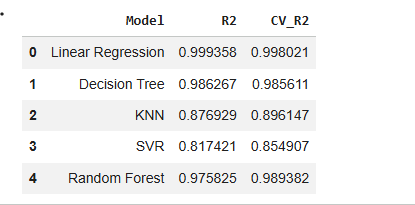 Model R2 CV_R2
0 Linear Regression 0.999358 0.998021
1 Decision Tree 0.986267 0.985611
2 KNN 0.876929 0.896147
3 SVR 0.817421 0.854907
4 Random Forest 0.975825 0.989382